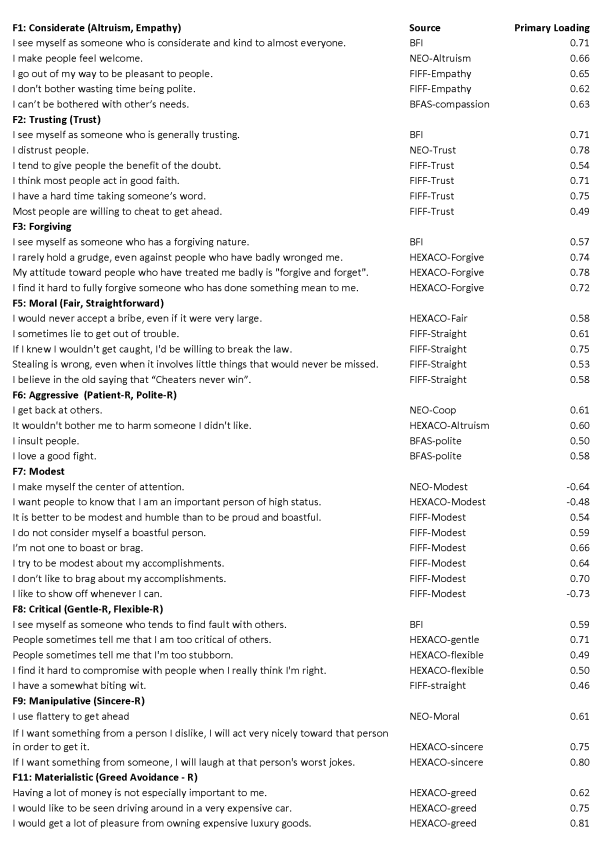 F1: Considerate (Altruism, Empathy) Source Primary Loading
I see myself as someone who is considerate and kind to almost everyone. BFI 0.71
I make people feel welcome. NEO-Altruism 0.66
I go out of my way to be pleasant to people. FIFF-Empathy 0.65
I don't bother wasting time being polite. FIFF-Empathy 0.62
I can't be bothered with other's needs. BFAS-compassion 0.63
F2: Trusting (Trust)
I see myself as someone who is generally trusting. BFI 0.71
I distrust people. NEO-Trust 0.78
I tend to give people the benefit of the doubt. FIFF-Trust 0.54
I think most people act in good faith. FIFF-Trust 0.71
I have a hard time taking someone's word. FIFF-Trust 0.75
Most people are willing to cheat to get ahead. FIFF-Trust 0.49
F3: Forgiving
I see myself as someone who has a forgiving nature. BFI 0.57
I rarely hold a grudge, even against people who have badly wronged me. HEXACO-Forgive 0.74
My attitude toward people who have treated me badly is "forgive and forget". HEXACO-Forgive 0.78
I find it hard to fully forgive someone who has done something mean to me. HEXACO-Forgive 0.72
F5: Moral (Fair, Straightforward)
I would never accept a bribe, even if it were very large. HEXACO-Fair 0.58
I sometimes lie to get out of trouble. FIFF-Straight 0.61
If I knew I wouldn't get caught, I'd be willing to break the law. FIFF-Straight 0.75
Stealing is wrong, even when it involves little things that would never be missed. FIFF-Straight 0.53
I believe in the old saying that “Cheaters never win”. FIFF-Straight 0.58
F6: Aggressive (Patient-R, Polite-R)
I get back at others. NEO-Coop 0.61
It wouldn't bother me to harm someone I didn't like. HEXACO-Altruism 0.60
I insult people. BFAS-polite 0.50
I love a good fight. BFAS-polite 0.58
F7: Modest
I make myself the center of attention. NEO-Modest -0.64
I want people to know that I am an important person of high status. HEXACO-Modest -0.48
It is better to be modest and humble than to be proud and boastful. FIFF-Modest 0.54
I do not consider myself a boastful person. FIFF-Modest 0.59
I'm not one to boast or brag. FIFF-Modest 0.66
I try to be modest about my accomplishments. FIFF-Modest 0.64
I don't like to brag about my accomplishments. FIFF-Modest 0.70
I like to show off whenever I can. FIFF-Modest -0.73
F8: Critical (Gentle-R, Flexible-R)
I see myself as someone who tends to find fault with others. BFI 0.59
People sometimes tell me that I am too critical of others. HEXACO-gentle 0.71
People sometimes tell me that I'm too stubborn. HEXACO-flexible 0.49
I find it hard to compromise with people when I really think I'm right. HEXACO-flexible 0.50
I have a somewhat biting wit. FIFF-straight 0.46
F9: Manipulative (Sincere-R)
I use flattery to get ahead NEO-Moral 0.61
If I want something from a person I dislike, I will act very nicely toward that person
in order to get it. HEXACO-sincere 0.75
If I want something from someone, I will laugh at that person's worst jokes. HEXACO-sincere 0.80
F11: Materialistic (Greed Avoidance - R)
Having a lot of money is not especially important to me. HEXACO-greed 0.62
I would like to be seen driving around in a very expensive car. HEXACO-greed 0.75
I would get a lot of pleasure from owning expensive luxury goods. HEXACO-greed 0.81